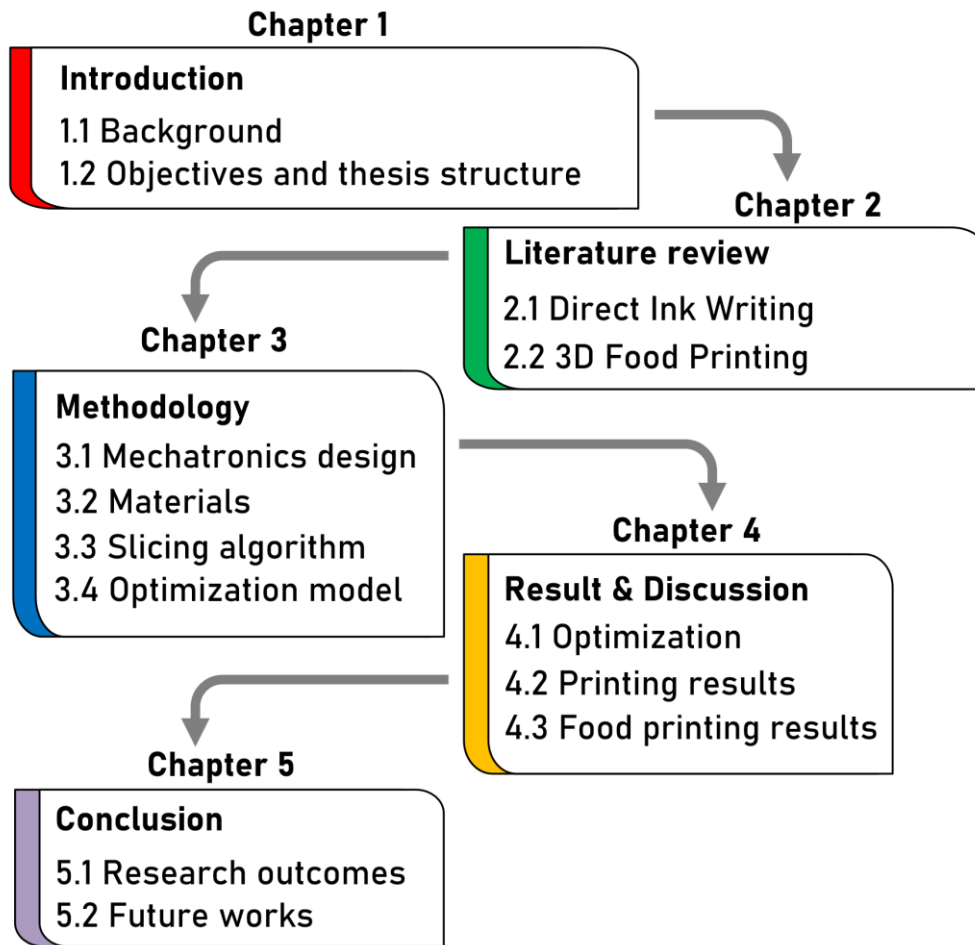 Chapter 1
Introduction
1.1 Background
1.2 Objectives and thesis structure
Chapter 2
Literature review
2.1 Direct Ink Writing
2.2 3D Food Printing
Chapter 3
Methodology
3.1 Mechatronics design
3.2 Materials
3.3 Slicing algorithm
3.4 Optimization model
Chapter 4
Result & Discussion
4.1 Optimization
4.2 Printing results
4.3 Food printing results
Chapter 5
Conclusion
5.1 Research outcomes
5.2 Future works